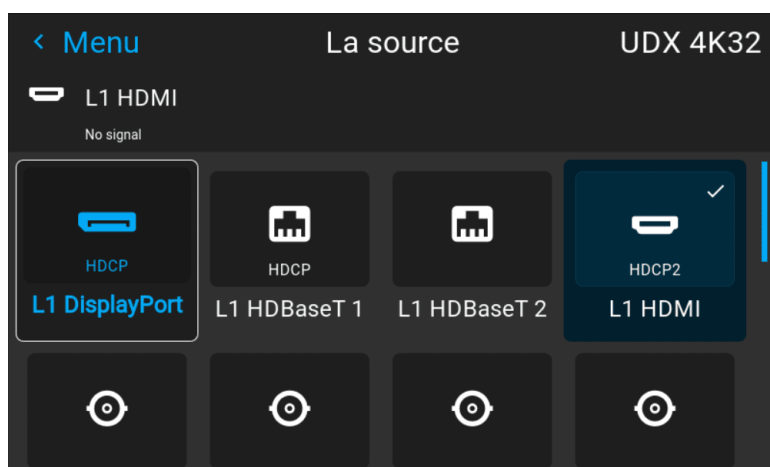 Menu
La source
UDX 4K32
L1 HDMI
No signal
HDCP
L1 DisplayPort
HDCP
L1 HDBaseT 1
L1 HDBaseT 2
HDCP2
L1 HDMI